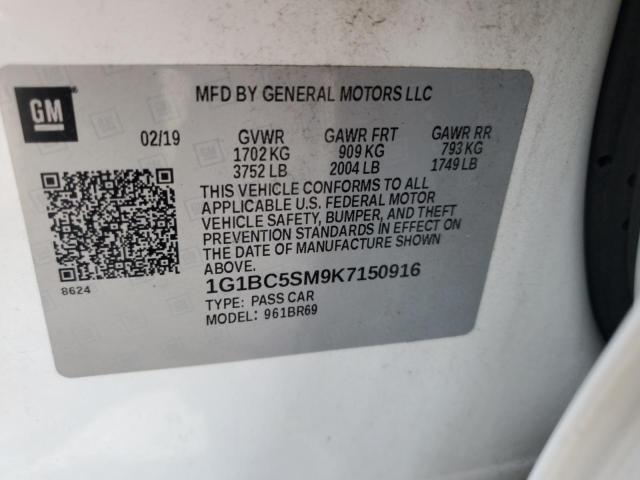 GM
MFD BY GENERAL MOTORS LLC
02/19 GVWR GAWR FRT GAWR RR
1702 KG 909 KG 793 KG
3752 LB 2004 LB 1749 LB
THIS VEHICLE CONFORMS TO ALL
APPLICABLE U.S. FEDERAL MOTOR
VEHICLE SAFETY, BUMPER, AND THEFT
PREVENTION STANDARDS IN EFFECT ON
THE DATE OF MANUFACTURE SHOWN
ABOVE.
8624
1G1BC5SM9K7150916
TYPE: PASS CAR
MODEL: 961BR69